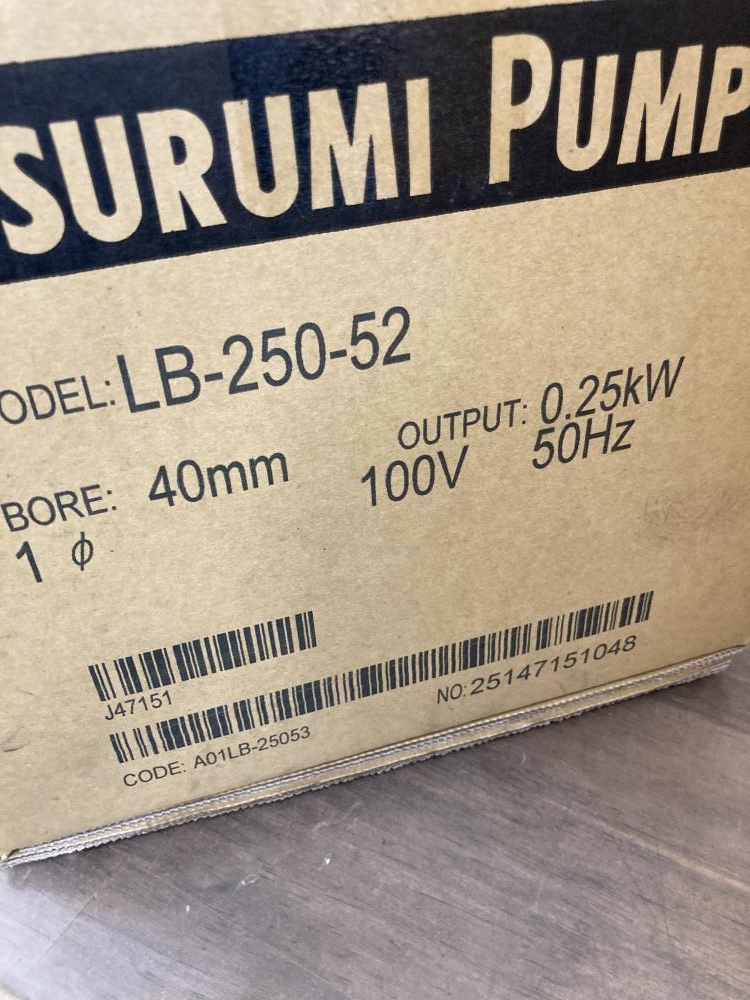 SURUMI PUMP
ODEL: LB-250-52
OUTPUT: 0.25kW
BORE: 40mm 100V 50Hz
1 φ
J47151
NO: 25147151048
CODE: A01LB-25053